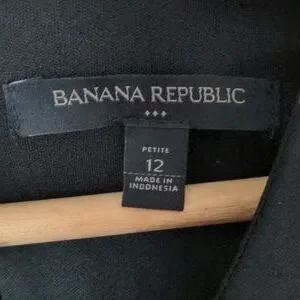 BANANA REPUBLIC
PETITE
12
MADE IN
INDONESIA